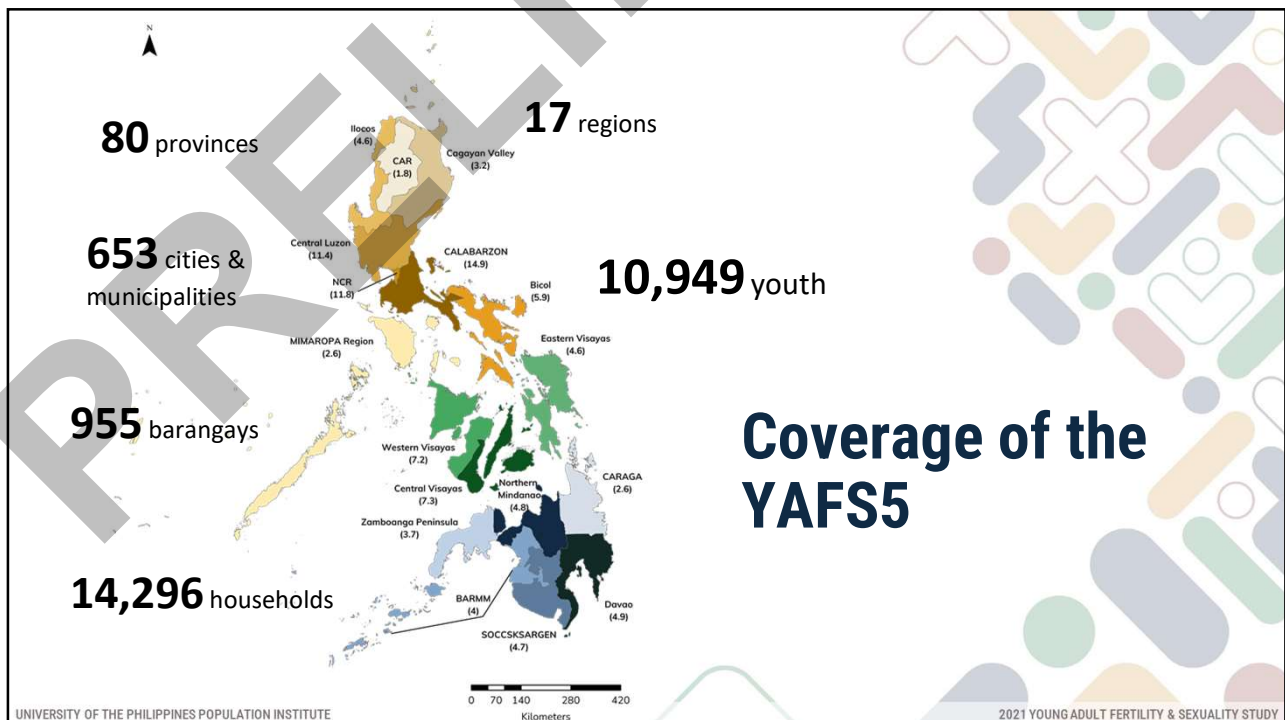 N
80 provinces
17 regions
Ilocos
(4.6)
CAR
(1.8)
Cagayan Valley
(3.2)
653 cities &
municipalities
Central Luzon
(11.4)
CALABARZON
(14.9)
NCR
(11.8)
10,949 youth
Bicol
(5.9)
MIMAROPA Region
(2.6)
Eastern Visayas
(4.6)
955 barangays
Western Visayas
(7.2)
Central Visayas
(7.3)
Northern
Mindanao
(4.8)
CARAGA
(2.6)
Coverage of the
YAFS5
Zamboanga Peninsula
(3.7)
14,296 households
BARMM
(4)
Davao
(4.9)
SOCCSKSARGEN
(4.7)
0 70 140 280 420
Kilometers
UNIVERSITY OF THE PHILIPPINES POPULATION INSTITUTE
2021 YOUNG ADULT FERTILITY & SEXUALITY STUDY
PRELI